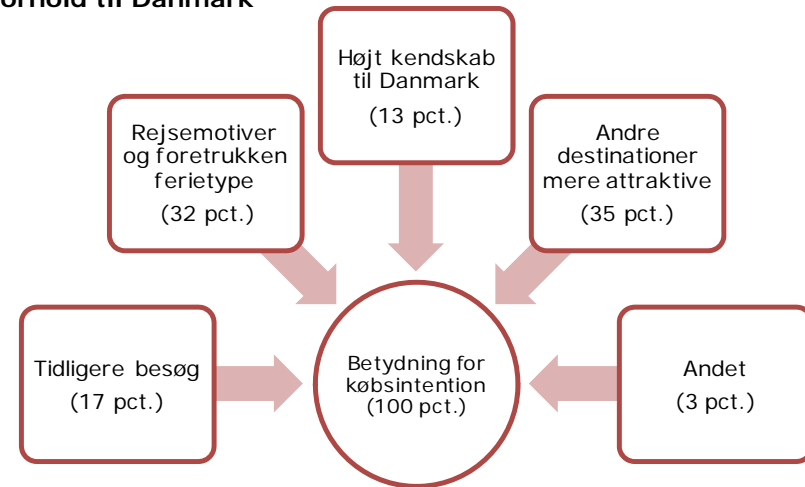 til Danmark
Højt kendskab
til Danmark
(13 pct.)
Rejsemotiver
og foretrukken
ferietype
(32 pct.)
Andre
destinationer
mere attraktive
(35 pct.)
Tidligere besøg
(17 pct.)
Betydning for
købsintention
(100 pct.)
Andet
(3 pct.)